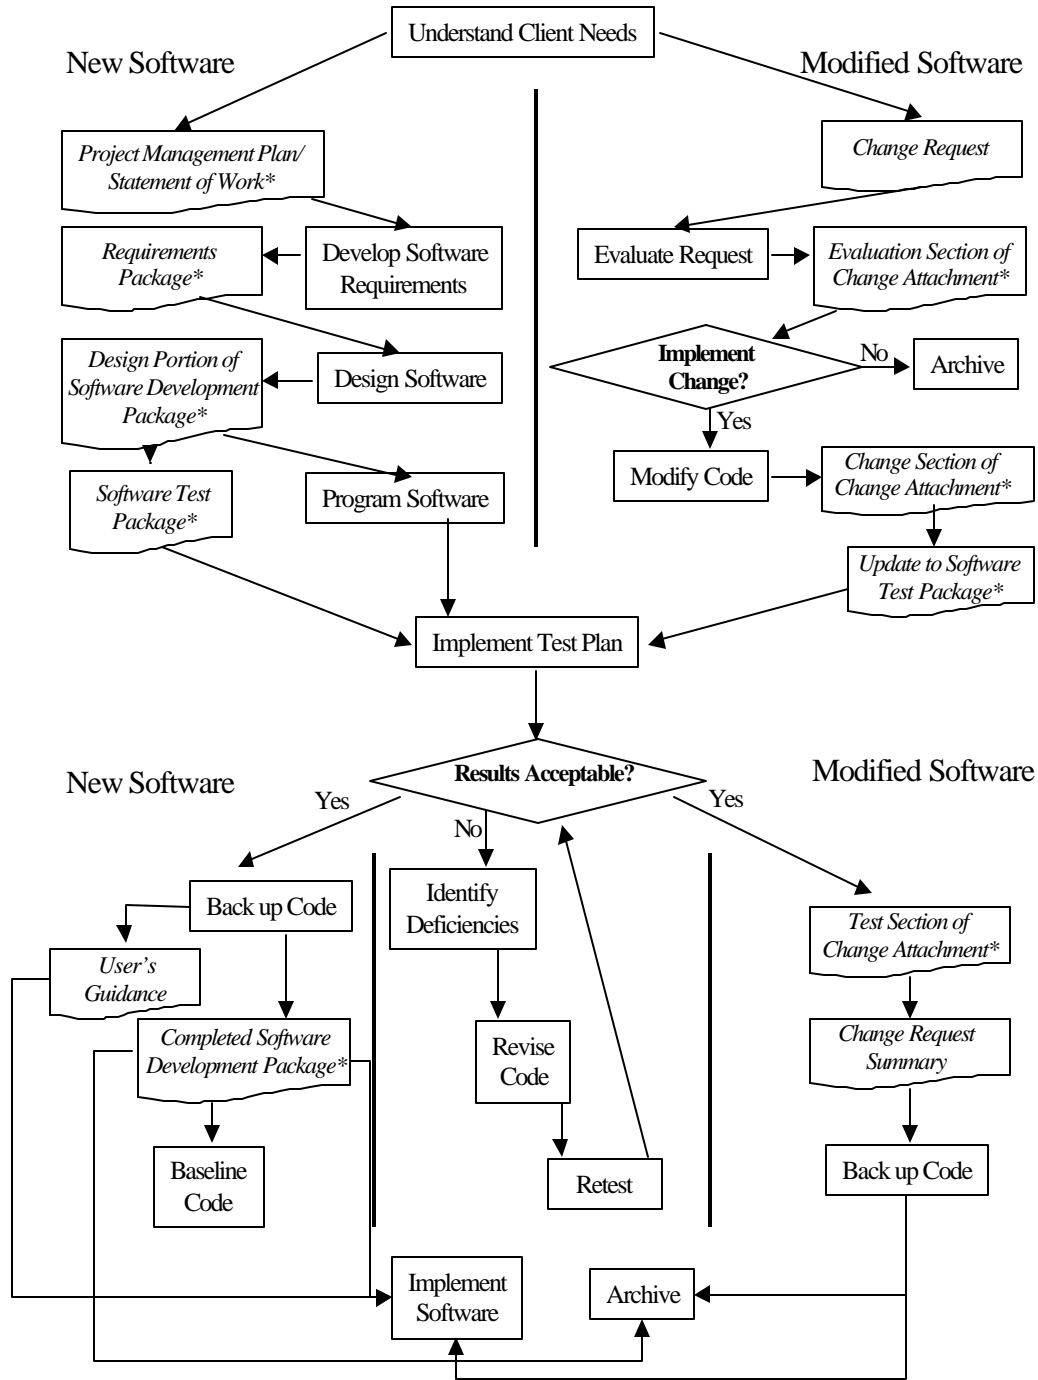 Understand Client Needs
New Software
Modified Software
Project Management Plan/
Statement of Work*
Change Request
Requirements
Package*
Develop Software
Requirements
Evaluate Request
Evaluation Section of
Change Attachment*
Design Portion of
Software Development
Package*
Design Software
Implement
Change?
No
Archive
Yes
Software Test
Package*
Program Software
Modify Code
Change Section of
Change Attachment*
Update to Software
Test Package*
Implement Test Plan
Results Acceptable?
New Software
Modified Software
Yes
No
Yes
Back up Code
Identify
Deficiencies
Test Section of
Change Attachment*
User's
Guidance
Completed Software
Development Package*
Revise
Code
Change Request
Summary
Baseline
Code
Retest
Back up Code
Implement
Software
Archive